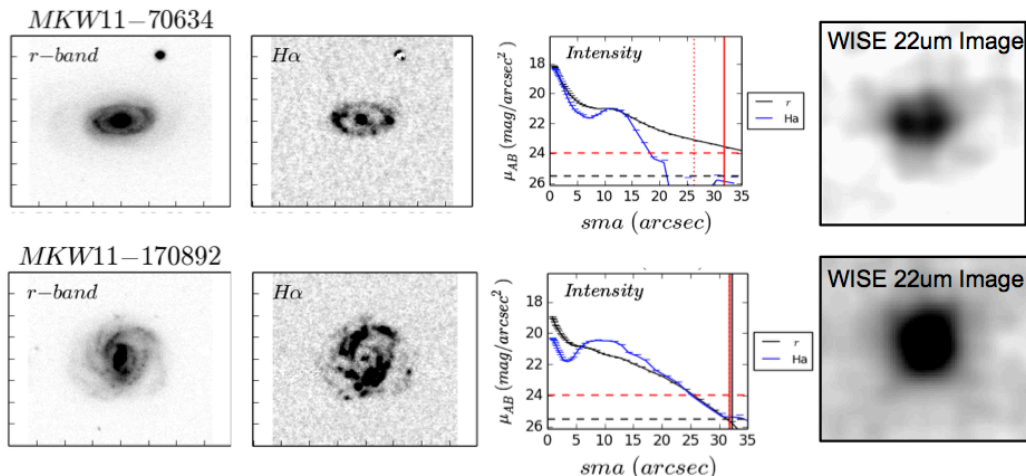 MKW11−70634
r−band
Hα
Intensity
μAB (mag/arcsec²)
18
20
22
24
26
0 5 10 15 20 25 30 35
sma (arcsec)
r
Ha
WISE 22um Image
MKW11−170892
r−band
Hα
Intensity
μAB (mag/arcsec²)
18
20
22
24
26
0 5 10 15 20 25 30 35
sma (arcsec)
r
Ha
WISE 22um Image